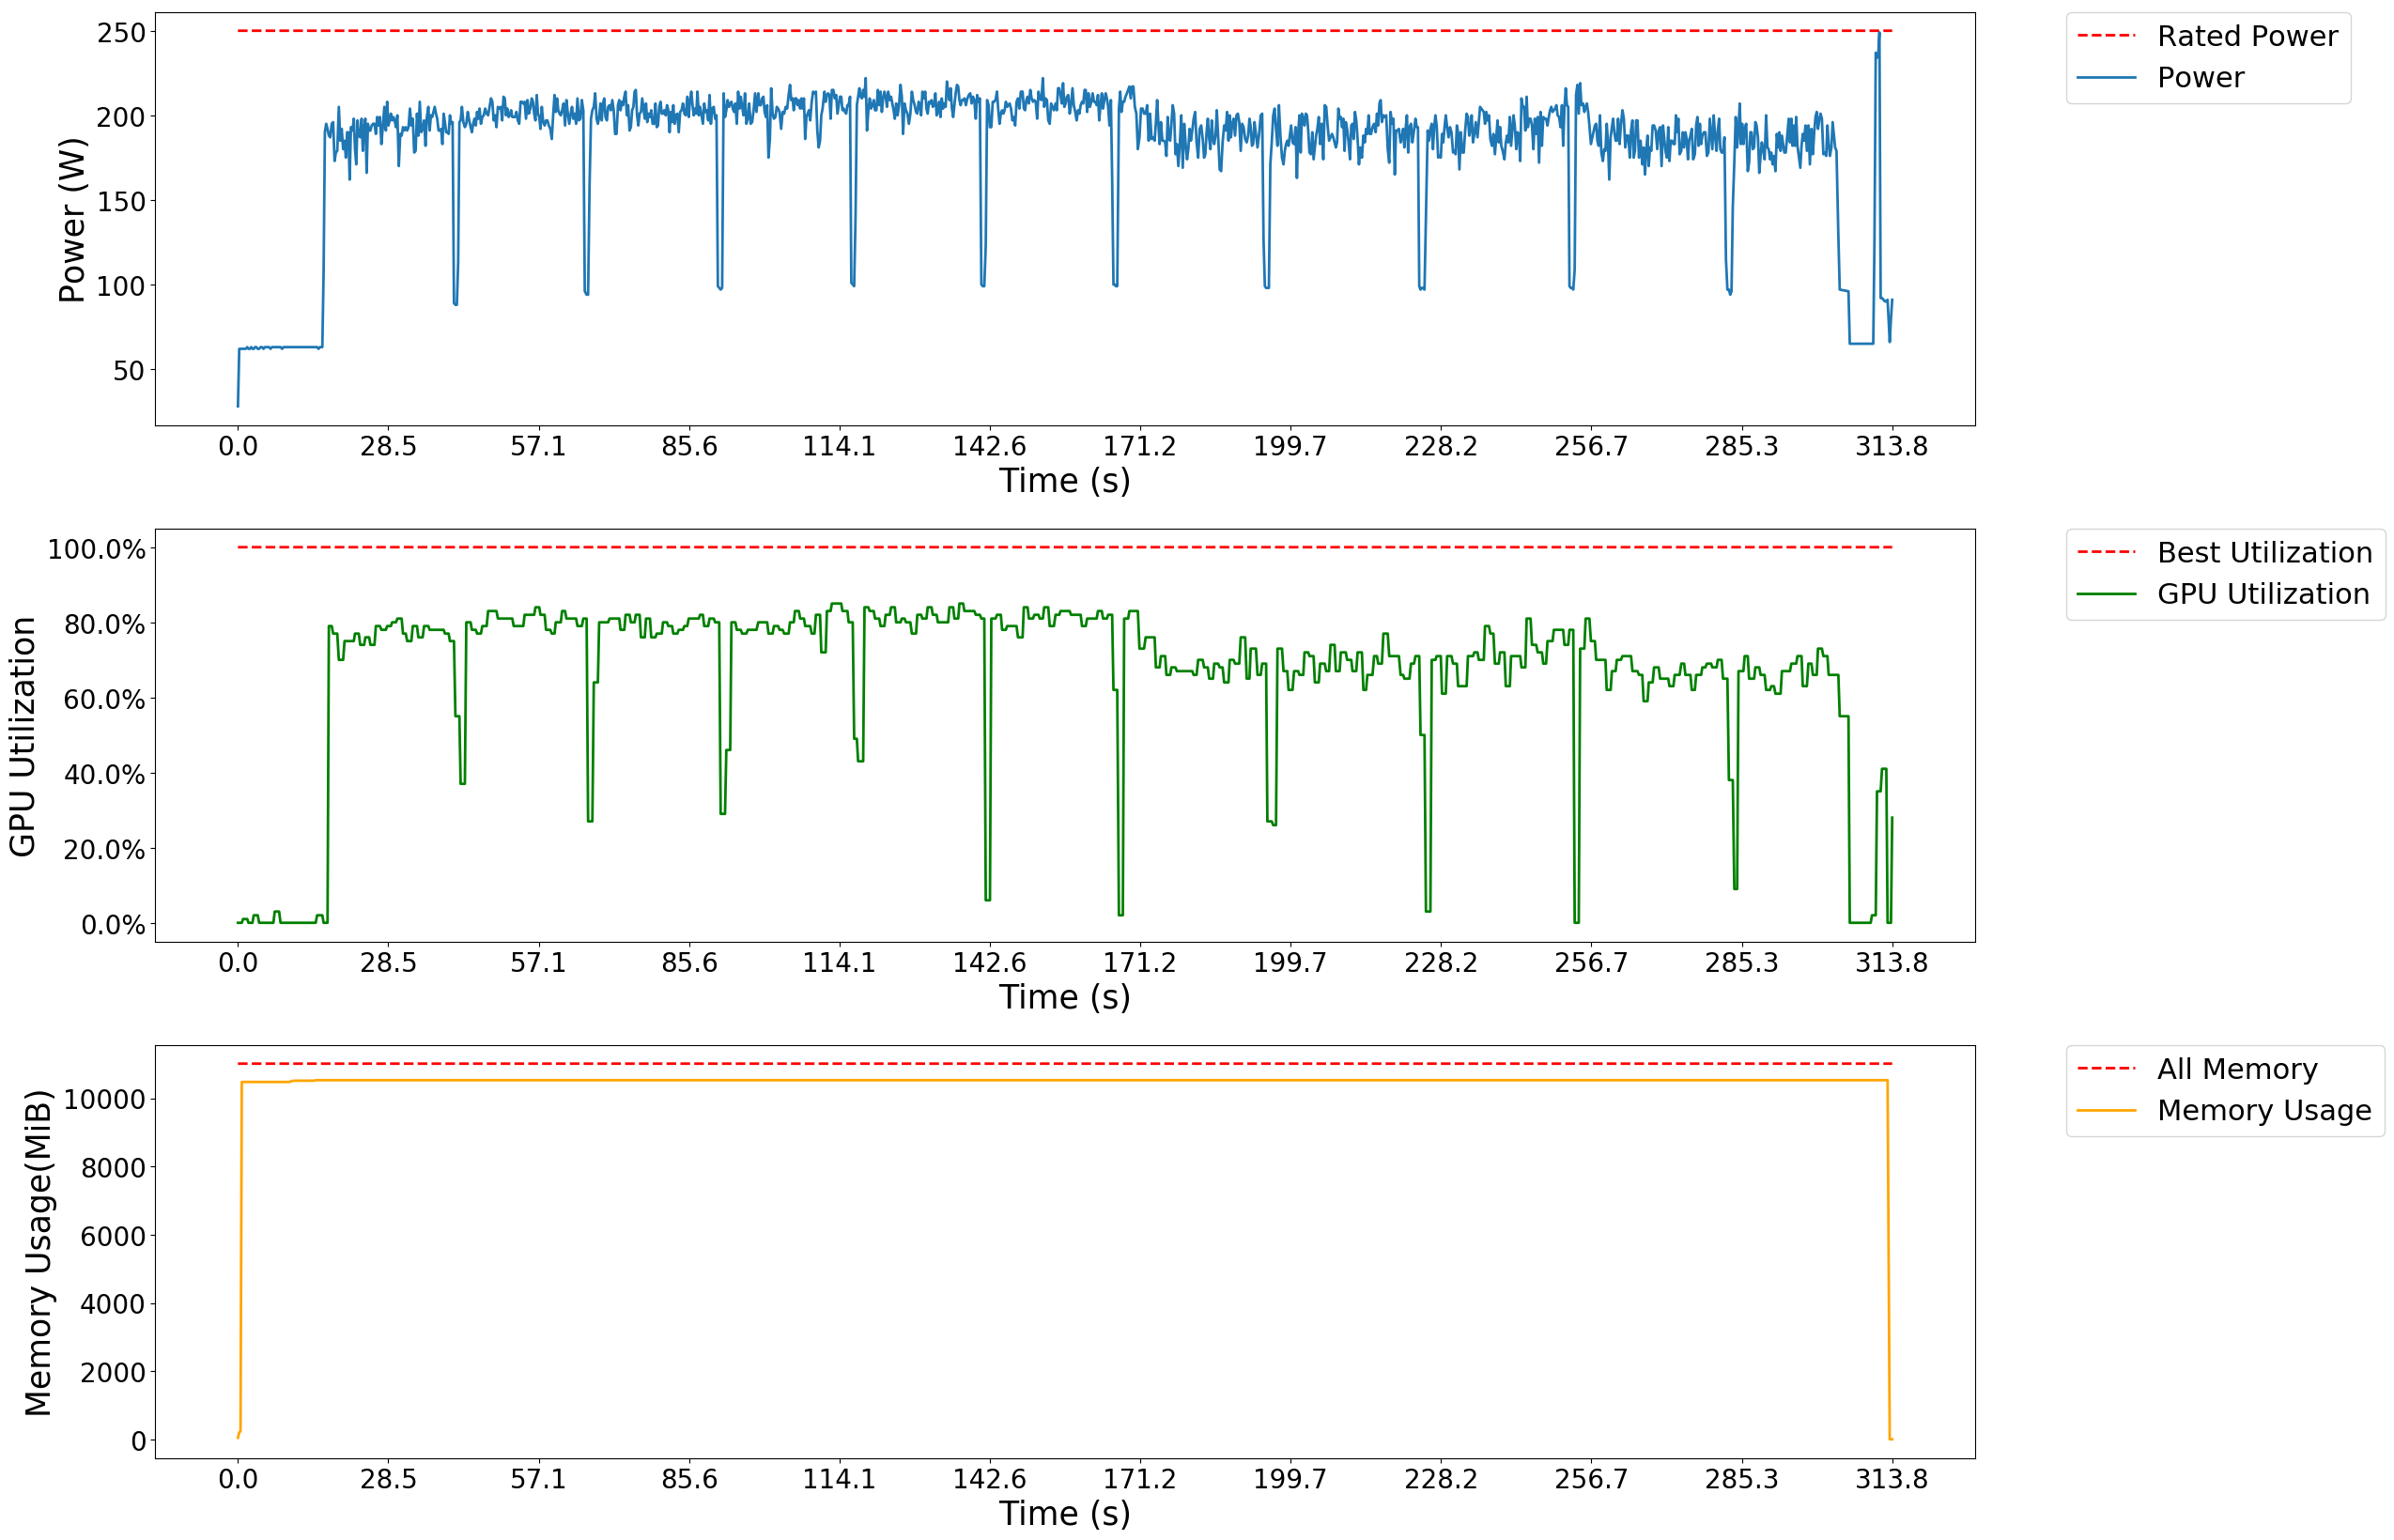 250
200
150
100
50
Power (W)
0.0 28.5 57.1 85.6 114.1 142.6 171.2 199.7 228.2 256.7 285.3 313.8
Time (s)
Rated Power
Power
100.0%
80.0%
60.0%
40.0%
20.0%
0.0%
GPU Utilization
0.0 28.5 57.1 85.6 114.1 142.6 171.2 199.7 228.2 256.7 285.3 313.8
Time (s)
Best Utilization
GPU Utilization
10000
8000
6000
4000
2000
0
Memory Usage(MiB)
0.0 28.5 57.1 85.6 114.1 142.6 171.2 199.7 228.2 256.7 285.3 313.8
Time (s)
All Memory
Memory Usage